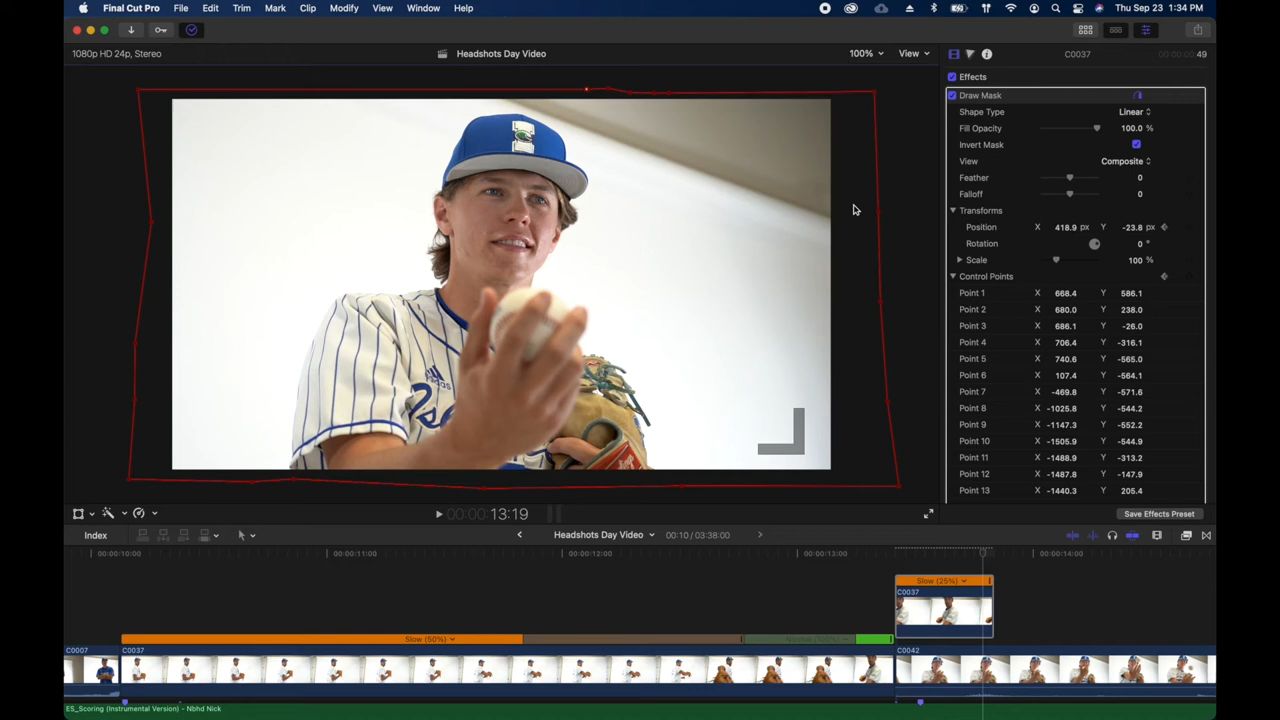 Final Cut Pro File Edit Trim Mark Clip Modify View Window Help Thu Sep 23 1:34 PM
1080p HD 24p, Stereo Headshots Day Video 100% View C0037 00:00:00:49
Effects
Draw Mask
Shape Type Linear
Fill Opacity 100.0 %
Invert Mask
View Composite
Feather 0
Falloff 0
Transforms
Position X 418.9 px Y -23.8 px
Rotation 0 °
Scale 100 %
Control Points
Point 1 X 668.4 Y 586.1
Point 2 X 680.0 Y 238.0
Point 3 X 686.1 Y -26.0
Point 4 X 706.4 Y -316.1
Point 5 X 740.6 Y -565.0
Point 6 X 107.4 Y -564.1
Point 7 X -469.8 Y -571.6
Point 8 X -1025.8 Y -544.2
Point 9 X -1147.3 Y -552.2
Point 10 X -1505.9 Y -544.9
Point 11 X -1488.9 Y -313.2
Point 12 X -1487.8 Y -147.9
Point 13 X -1440.3 Y 205.4
00:00:13:19 Save Effects Preset
Index Headshots Day Video 00:10 / 03:38:00
00:00:10:00 00:00:11:00 00:00:12:00 00:00:13:00 00:00:14:00
Slow (25%)
C0037
Slow (50%) Normal (100%)
C0007 C0037 C0042
ES_Scoring (Instrumental Version) - Nbhd Nick